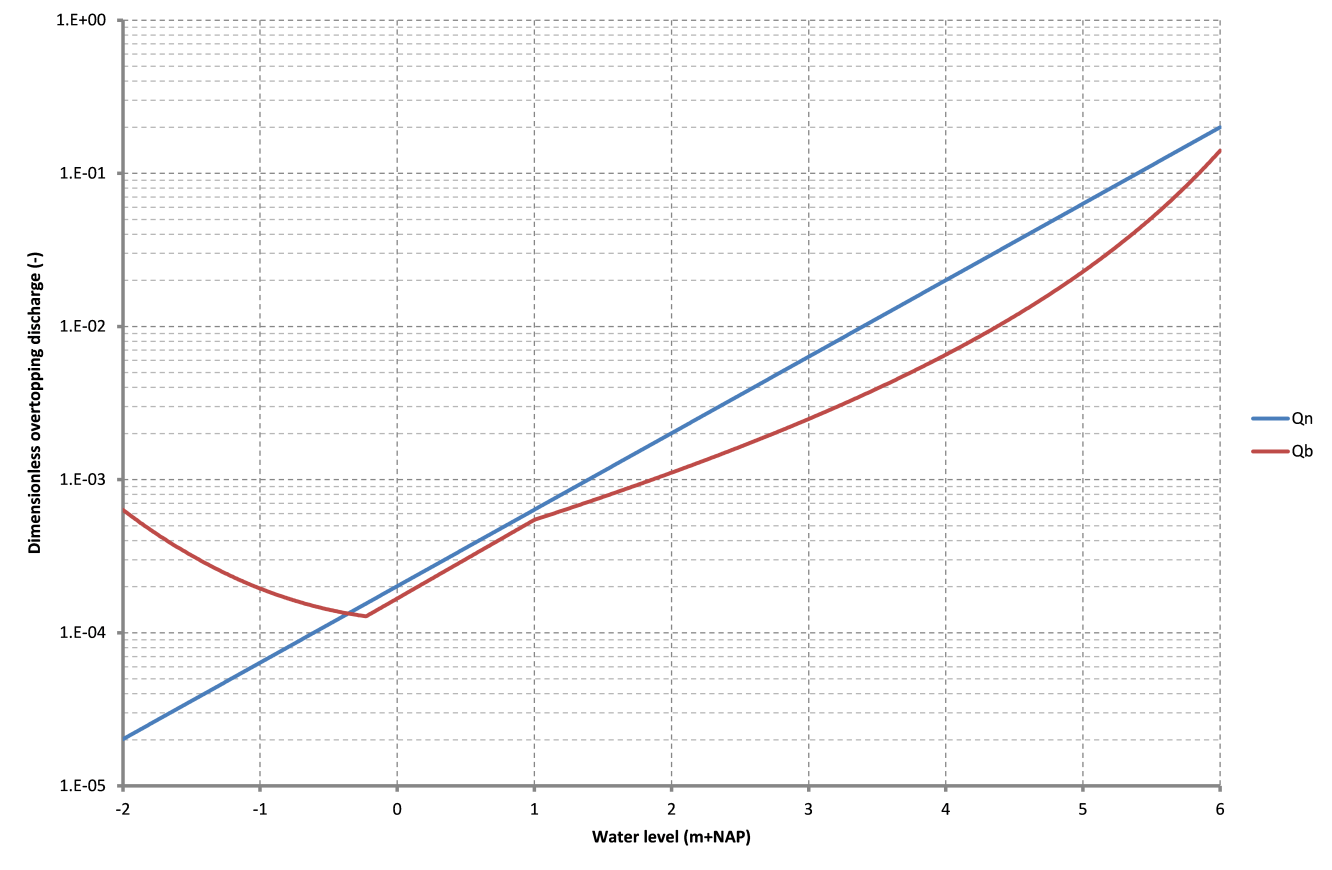 1.E+00
1.E-01
1.E-02
1.E-03
1.E-04
1.E-05
Dimensionless overtopping discharge (-)
-2 -1 0 1 2 3 4 5 6
Water level (m+NAP)
Qn
Qb